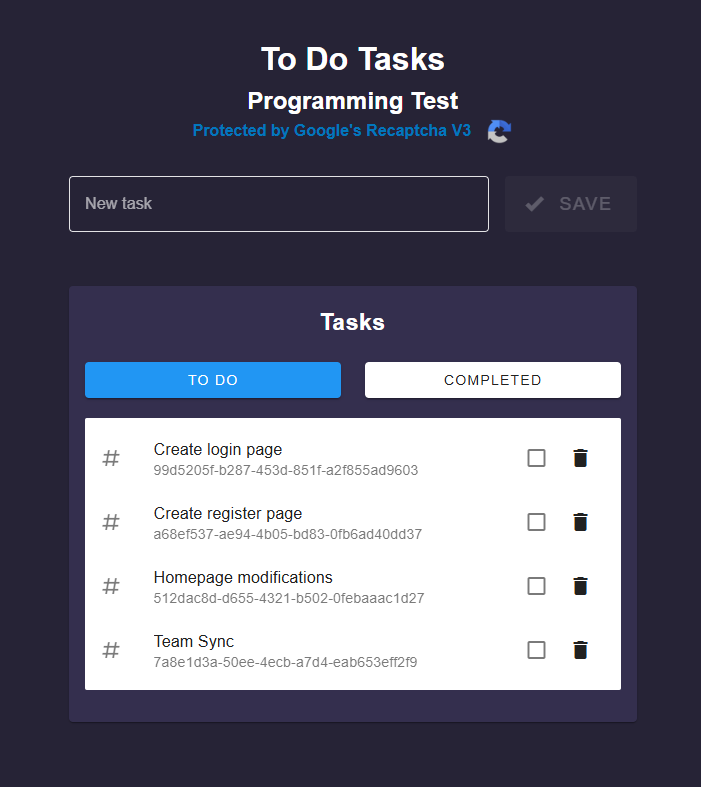 To Do Tasks
Programming Test
Protected by Google's Recaptcha V3
New task
SAVE
Tasks
TO DO
COMPLETED
#
Create login page
99d5205f-b287-453d-851f-a2f855ad9603
#
Create register page
a68ef537-ae94-4b05-bd83-0fb6ad40dd37
#
Homepage modifications
512dac8d-d655-4321-b502-0febaaac1d27
#
Team Sync
7a8e1d3a-50ee-4ecb-a7d4-eab653eff2f9